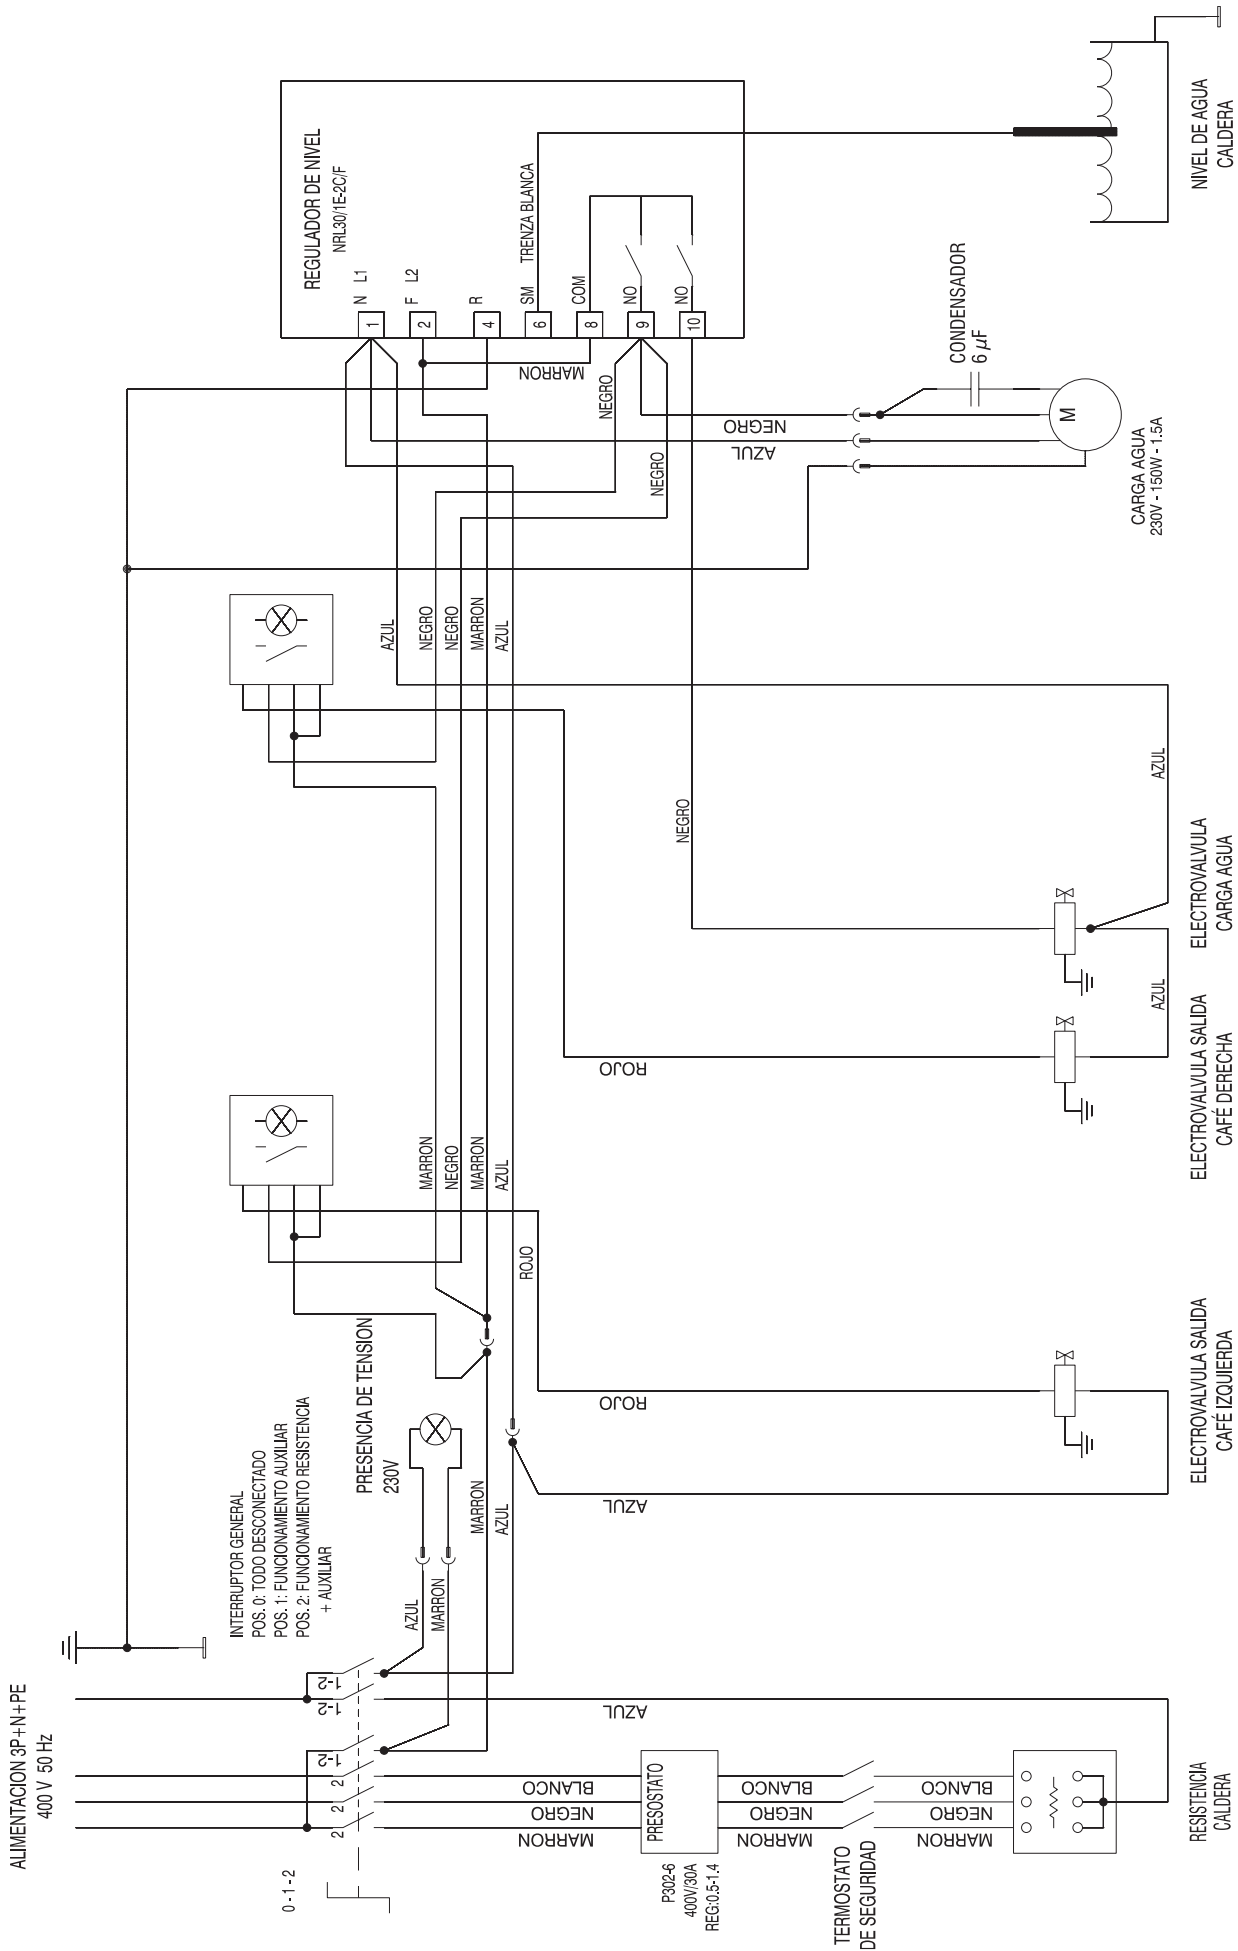 ALIMENTACION 3P+N+PE
400 V  50 Hz
0 - 1 - 2
2
2
2
1-2
1-2
1-2
INTERRUPTOR GENERAL
POS. 0: TODO DESCONECTADO
POS. 1: FUNCIONAMIENTO AUXILIAR
POS. 2: FUNCIONAMIENTO RESISTENCIA
+ AUXILIAR
PRESENCIA DE TENSION
230V
AZUL
MARRON
MARRON
AZUL
MARRON
NEGRO
BLANCO
AZUL
PRESOSTATO
P302-6
400V/30A
REG:0.5-1.4
MARRON
NEGRO
BLANCO
TERMOSTATO
DE SEGURIDAD
MARRON
NEGRO
BLANCO
RESISTENCIA
CALDERA
AZUL
ROJO
ROJO
ELECTROVALVULA SALIDA
CAFÉ IZQUIERDA
MARRON
NEGRO
MARRON
AZUL
ROJO
ELECTROVALVULA SALIDA
CAFÉ DERECHA
AZUL
ELECTROVALVULA
CARGA AGUA
AZUL
NEGRO
AZUL
NEGRO
NEGRO
MARRON
AZUL
REGULADOR DE NIVEL
NRL30/1E-2C/F
1
N
L1
2
F
L2
4
R
6
SM
TRENZA BLANCA
8
COM
9
NO
10
NO
MARRON
NEGRO
NEGRO
NEGRO
AZUL
CONDENSADOR
6 µF
M
CARGA AGUA
230V - 150W - 1.5A
NIVEL DE AGUA
CALDERA